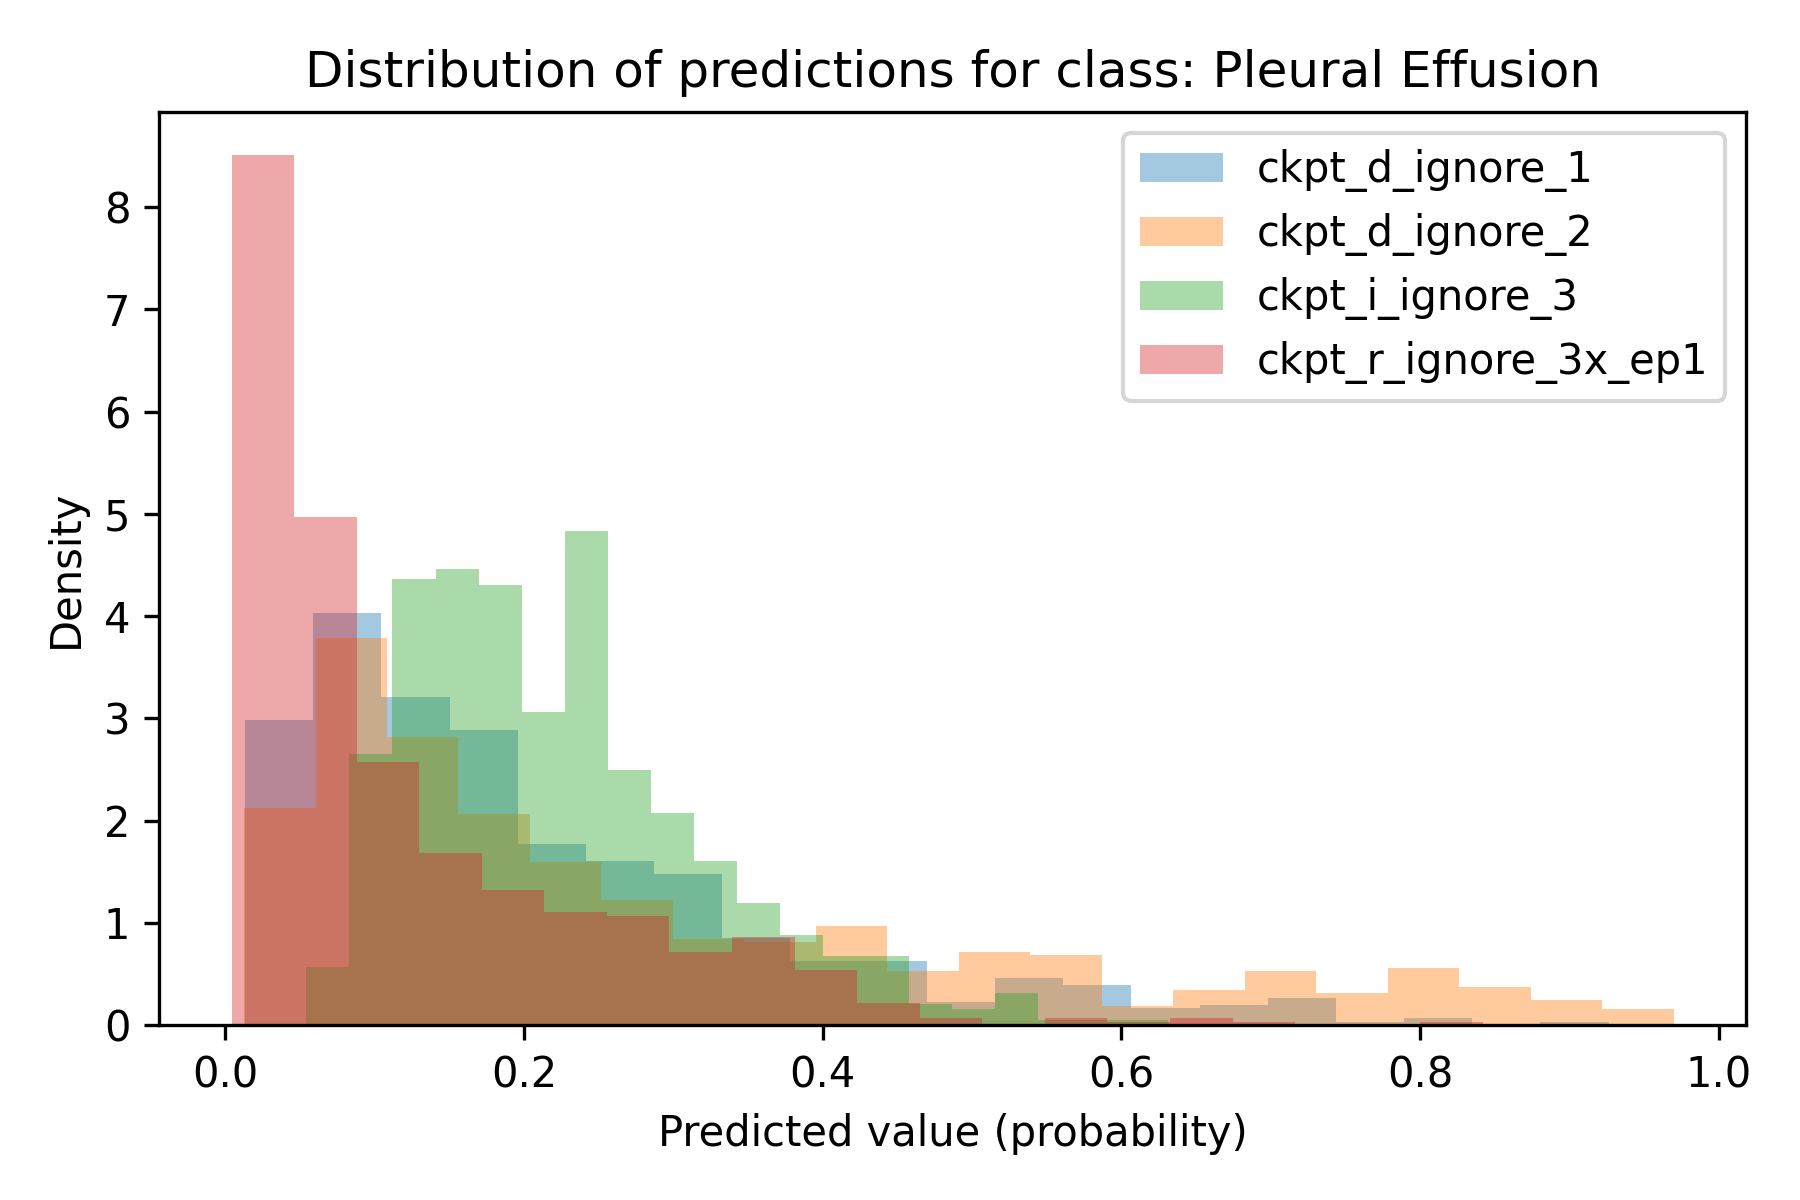 Distribution of predictions for class: Pleural Effusion
ckpt_d_ignore_1
ckpt_d_ignore_2
ckpt_i_ignore_3
ckpt_r_ignore_3x_ep1
Density
8
7
6
5
4
3
2
1
0
0.0 0.2 0.4 0.6 0.8 1.0
Predicted value (probability)